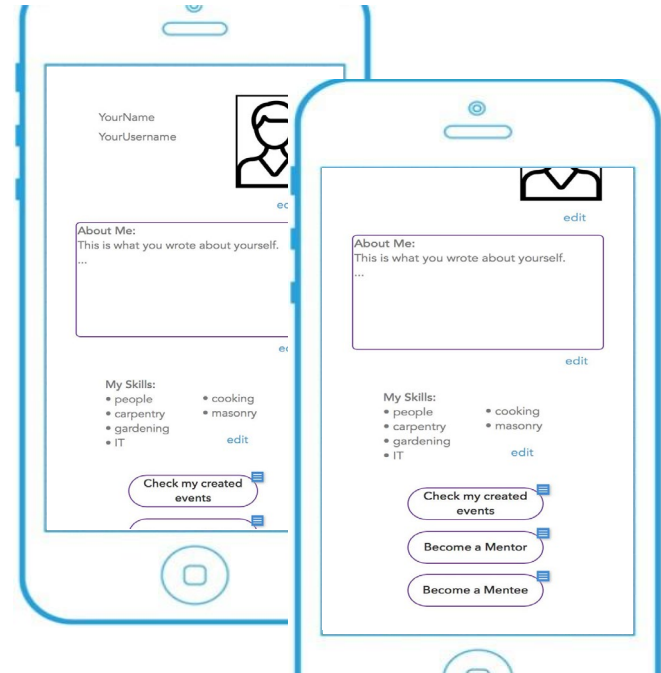 YourName
YourUsername
About Me:
This is what you wrote about yourself.
...
My Skills:
• people
• carpentry
• gardening
• IT
• cooking
• masonry
edit
Check my created
events
edit
About Me:
This is what you wrote about yourself.
...
edit
My Skills:
• people
• carpentry
• gardening
• IT
• cooking
• masonry
edit
Check my created
events
Become a Mentor
Become a Mentee